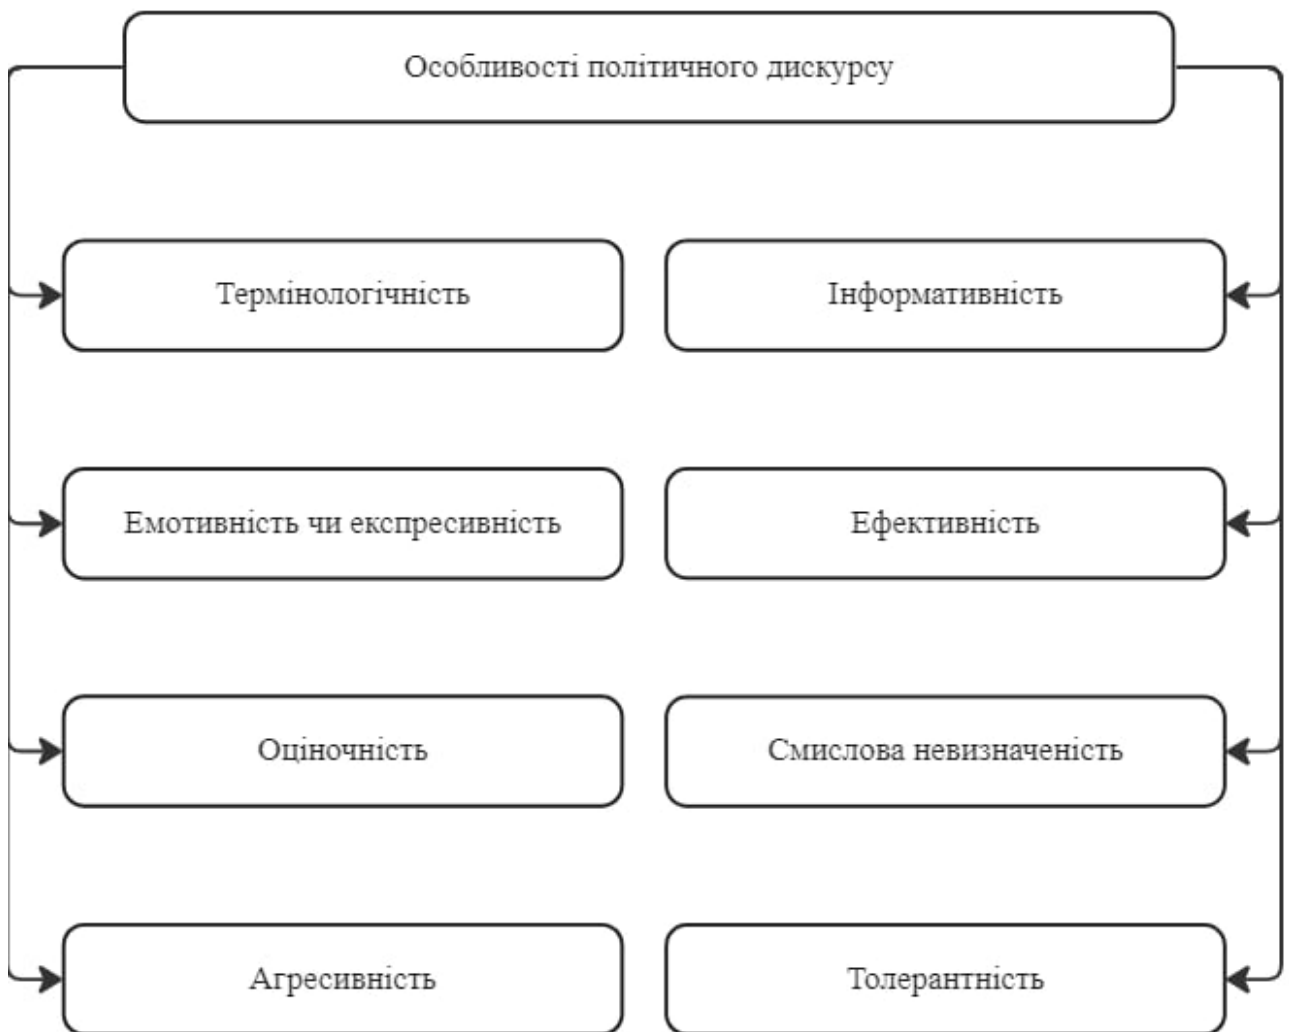 Особливості політичного дискурсу
Термінологічність
Інформативність
Емотивність чи експресивність
Ефективність
Оціночність
Смислова невизначеність
Агресивність
Толерантність